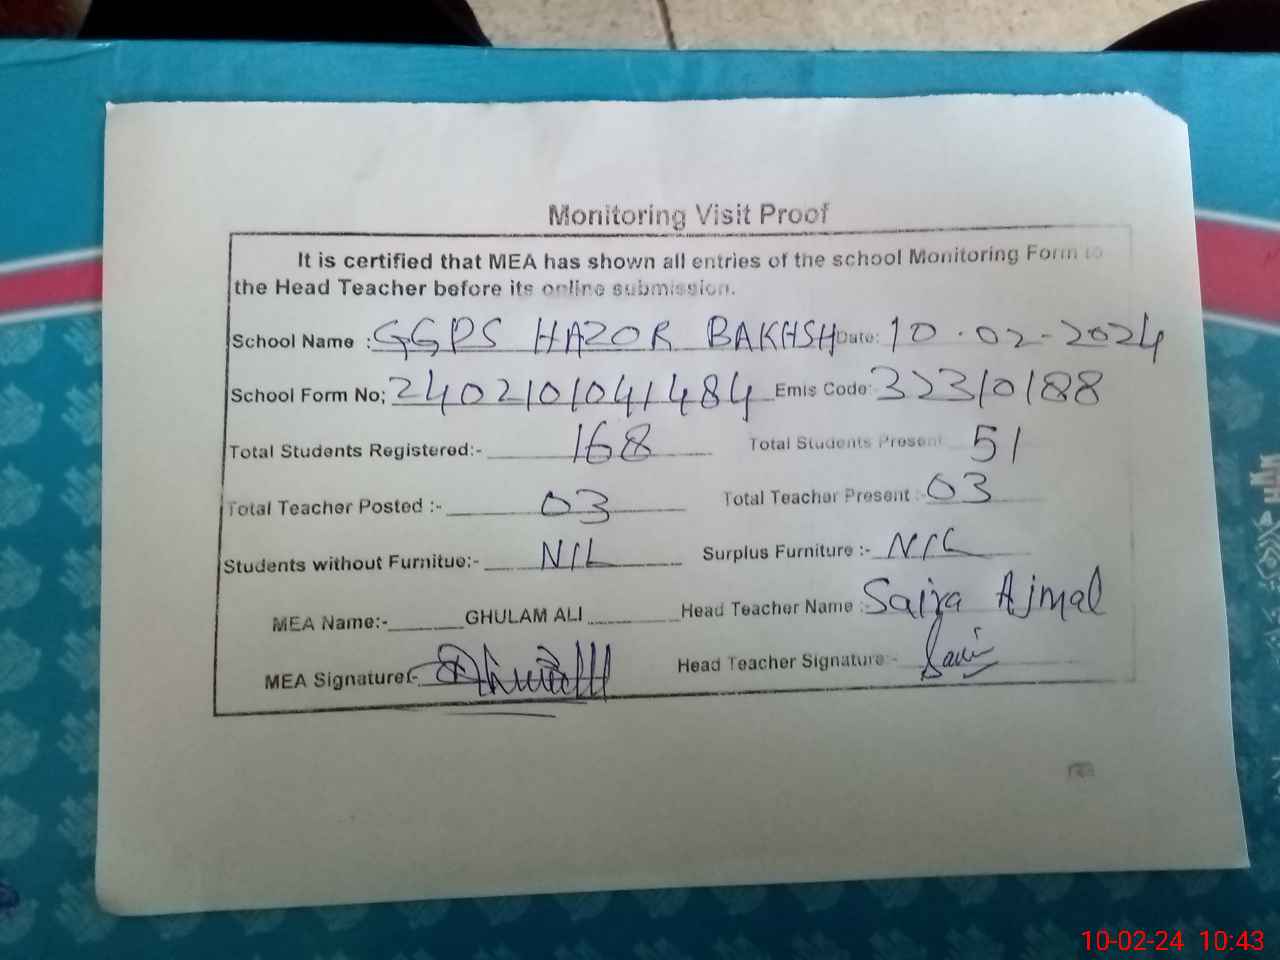 Monitoring Visit Proof
It is certified that MEA has shown all entries of the school Monitoring Form to
the Head Teacher before its online submission.
School Name :GGPS HAZOR BAKHSH Date: 10-02-2024
School Form No; 2402101041484 Emis Code: 32310188
Total Students Registered:- 168 Total Students Present 51
Total Teacher Posted :- 03 Total Teacher Present :- 03
Students without Furnitue:- NIL Surplus Furniture :- NIL
MEA Name:- GHULAM ALI Head Teacher Name :- Saira Ajmal
MEA Signature:- Head Teacher Signature:-
10-02-24 10:43